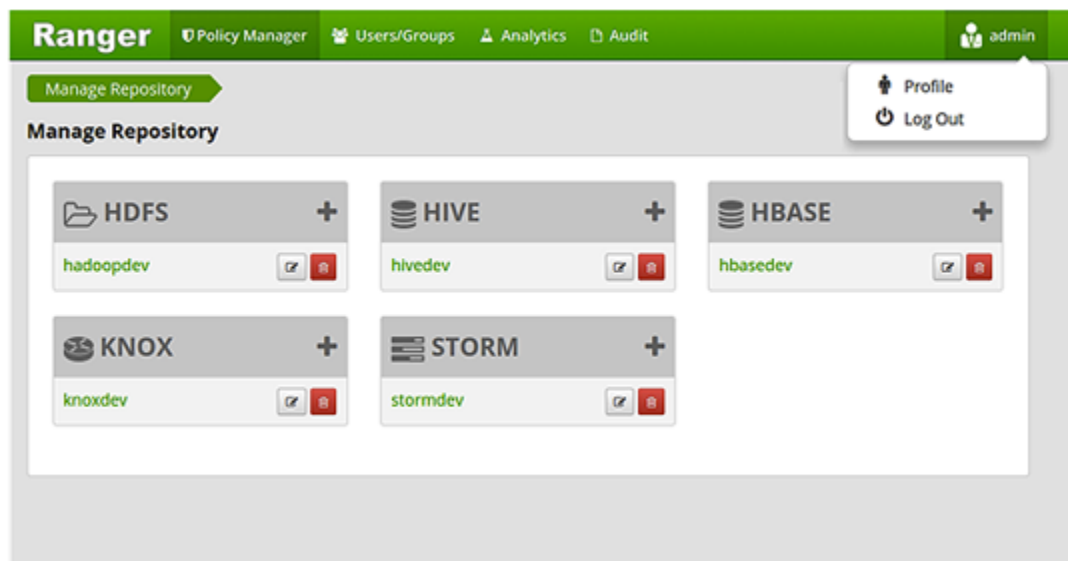 Ranger Policy Manager Users/Groups Analytics Audit admin
Profile
Log Out
Manage Repository
Manage Repository
HDFS HIVE HBASE
hadoopdev hivedev hbasedev
KNOX STORM
knoxdev stormdev